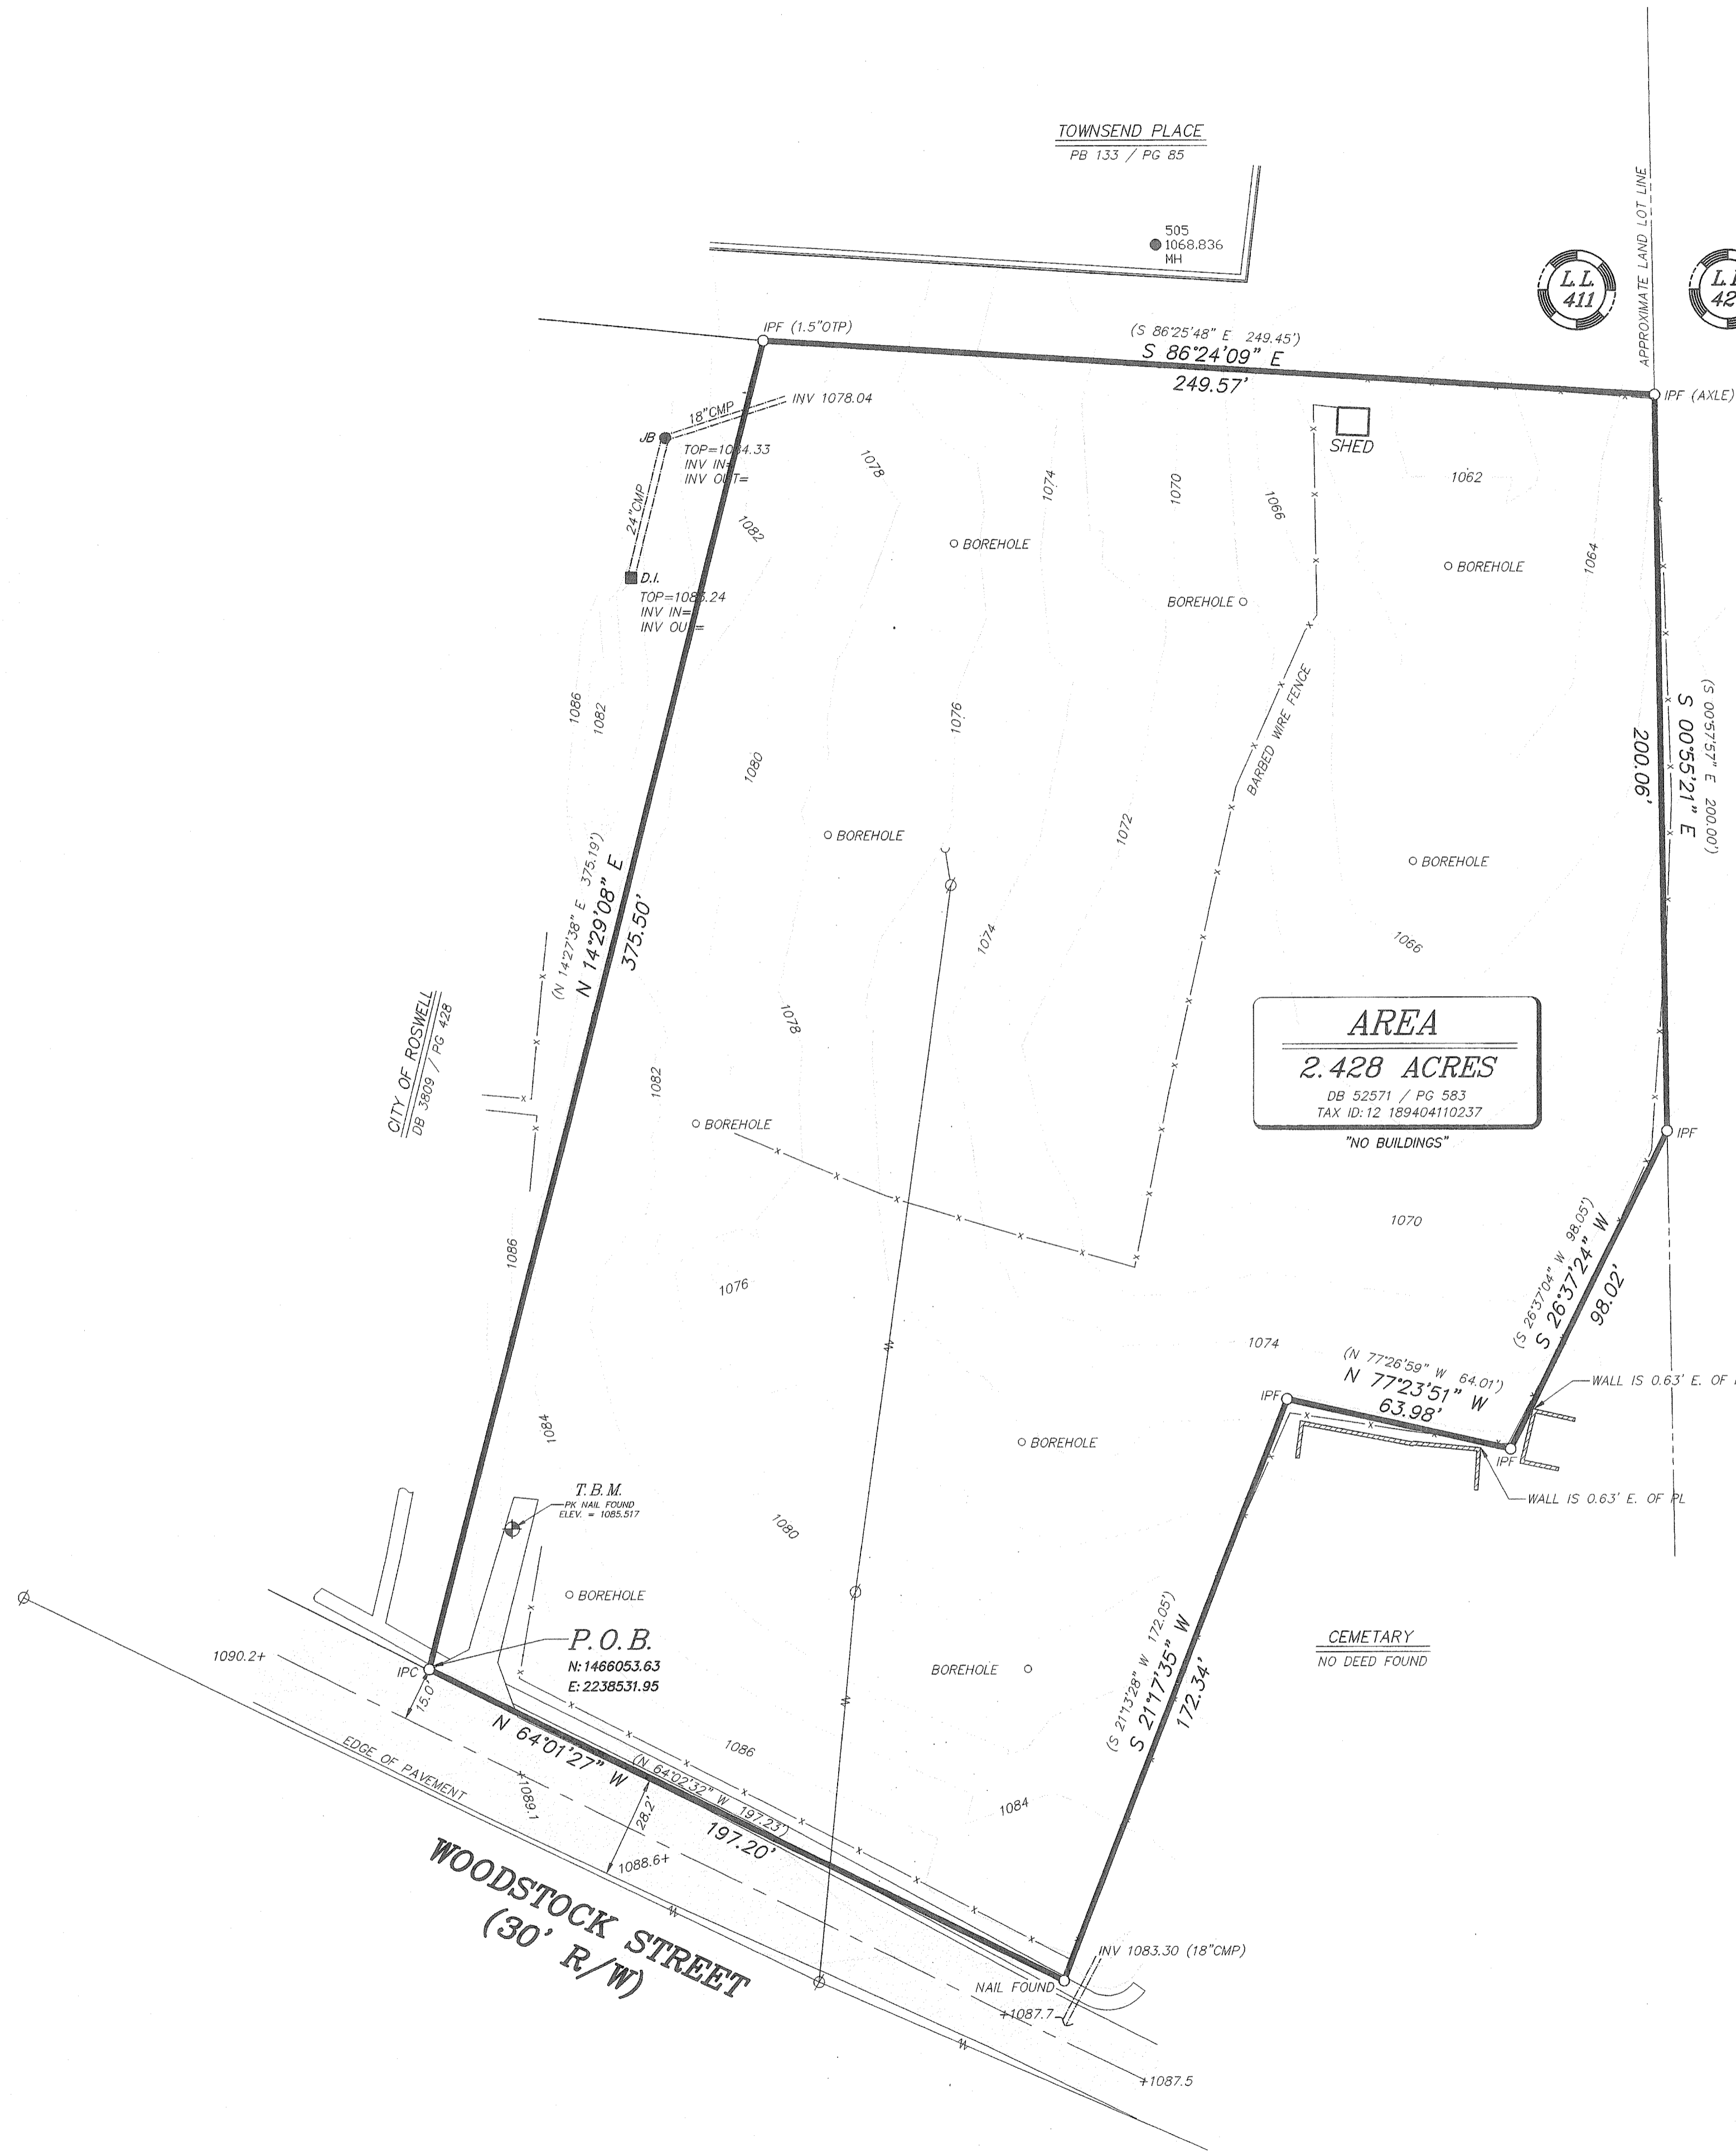 TOWNSEND PLACE
PB 133 / PG 85
505
1068.836
MH
APPROXIMATE LAND LOT LINE
L.L.
411
IPF (1.5"OTP)
(S 86°25'48" E 249.45')
S 86°24'09" E
249.57'
IPF (AXLE)
18"CMP
INV 1078.04
JB
TOP=1084.33
INV IN=
INV OUT=
24"CMP
D.I.
INV IN=
INV OUT=
SHED
1078
1074
1070
1066
1062
1064
1082
BOREHOLE
BOREHOLE
BOREHOLE
1086
1082
1080
1076
1072
BARBED WIRE FENCE
(S 00°57'57" E 200.00')
S 00°55'21" E
200.06'
BOREHOLE
BOREHOLE
(N 14°27'38" E 375.19')
N 14°29'08" E
375.50'
1074
1066
1078
CITY OF ROSWELL
DB 3809 / PG 428
1082
BOREHOLE
AREA
2.428 ACRES
DB 52571 / PG 583
TAX ID: 12 189404110237
"NO BUILDINGS"
IPF
1086
1076
1070
1074
(S 26°37'04" W 98.05')
S 26°37'24" W
98.02'
(N 77°26'59" W 64.01')
N 77°23'51" W
63.98'
IPF
IPF
WALL IS 0.63' E. OF
WALL IS 0.63' E. OF PL
1084
BOREHOLE
T.B.M.
PK NAIL FOUND
ELEV. = 1085.517
1080
BOREHOLE
P.O.B.
N: 1466053.63
E: 2238531.95
IPC
1090.2+
15.0'
BOREHOLE
(S 21°13'28" W 172.05')
S 21°17'35" W
172.34'
CEMETARY
NO DEED FOUND
N 64°01'27" W
(N 64°02'32" W 197.23')
197.20'
1086
1084
EDGE OF PAVEMENT
+1089.1
28.2'
1088.6+
WOODSTOCK STREET
(30' R/W)
INV 1083.30 (18"CMP)
NAIL FOUND
+1087.7
+1087.5